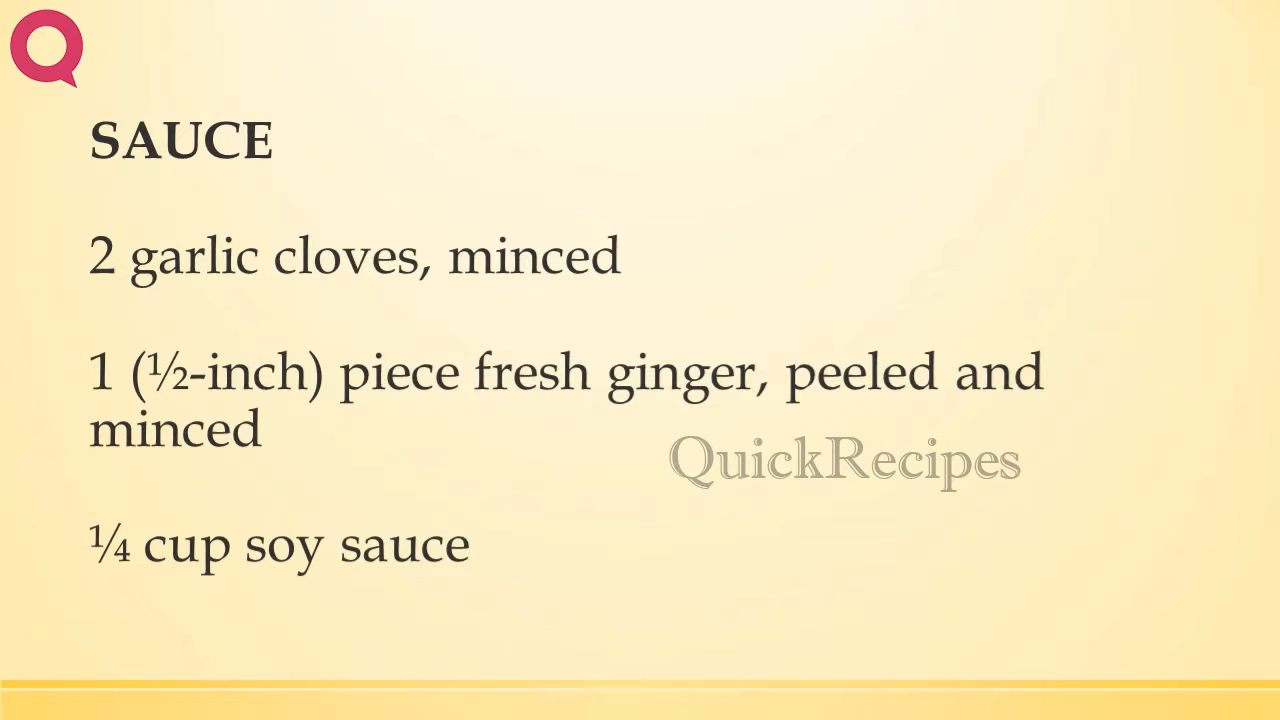 SAUCE
2 garlic cloves, minced
1 (½-inch) piece fresh ginger, peeled and
minced
QuickRecipes
¼ cup soy sauce